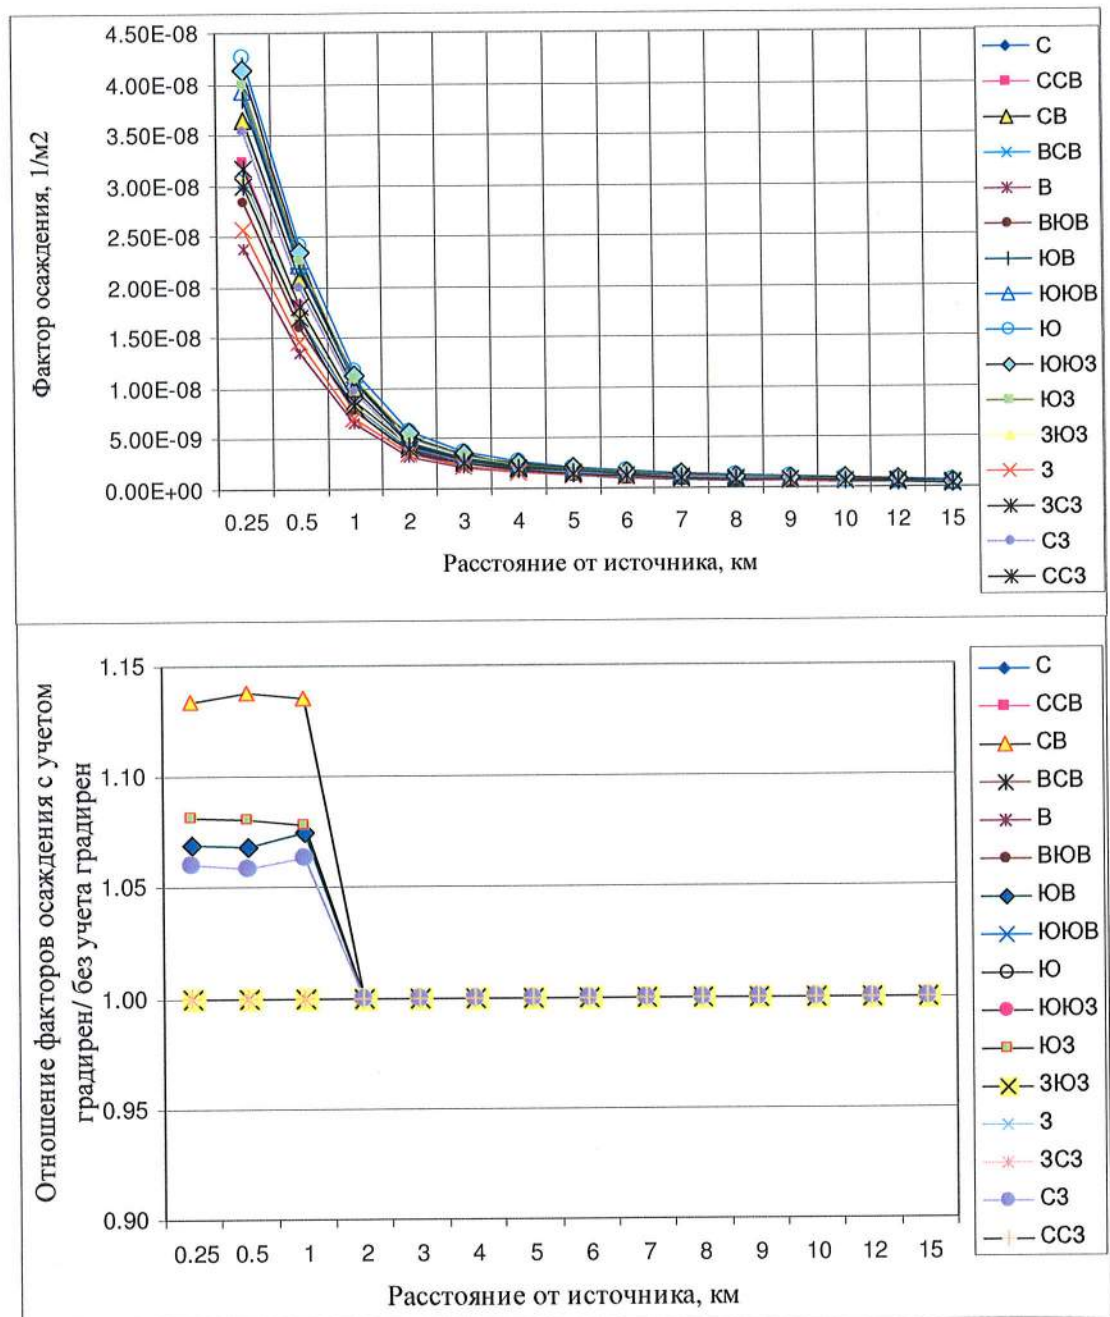 4.50E-08
4.00E-08
3.50E-08
3.00E-08
2.50E-08
2.00E-08
1.50E-08
1.00E-08
5.00E-09
0.00E+00
Фактор осаждения, 1/м2
0.25 0.5 1 2 3 4 5 6 7 8 9 10 12 15
Расстояние от источника, км
С
ССВ
СВ
ВСВ
В
ВЮВ
ЮВ
ЮЮВ
Ю
ЮЮЗ
ЮЗ
ЗЮЗ
З
ЗСЗ
СЗ
ССЗ
1.15
1.10
1.05
1.00
0.95
0.90
Отношение факторов осаждения с учетом
градирен/ без учета градирен
0.25 0.5 1 2 3 4 5 6 7 8 9 10 12 15
Расстояние от источника, км
С
ССВ
СВ
ВСВ
В
ВЮВ
ЮВ
ЮЮВ
Ю
ЮЮЗ
ЮЗ
ЗЮЗ
З
ЗСЗ
СЗ
ССЗ